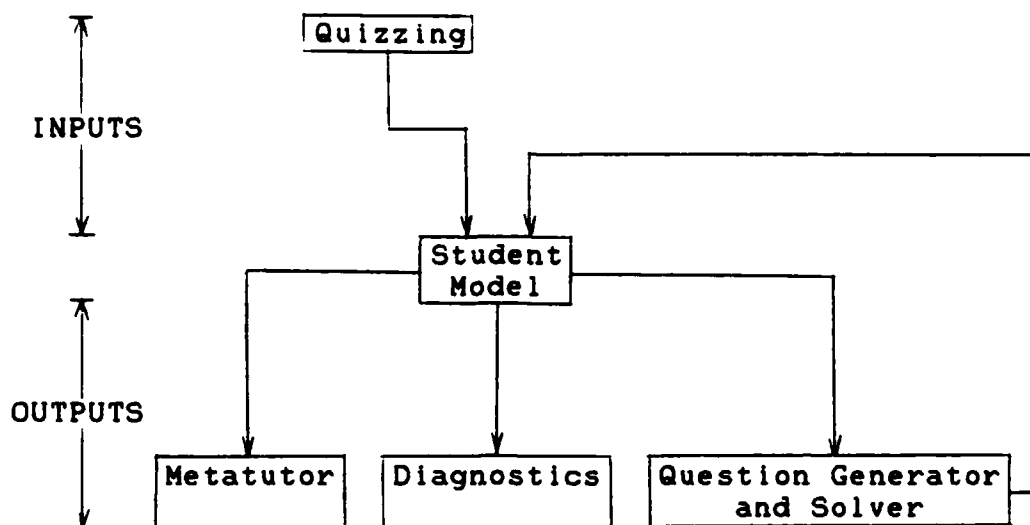 Quizzing
INPUTS
Student
Model
OUTPUTS
Metatutor
Diagnostics
Question Generator
and Solver